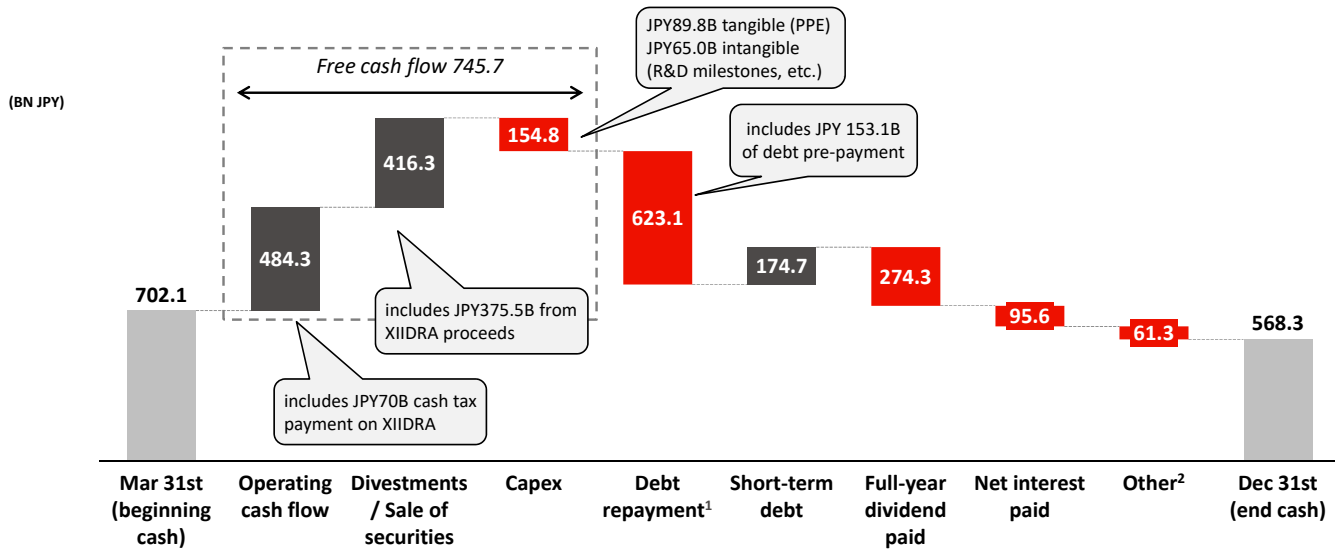 JPY89.8B tangible (PPE)
JPY65.0B intangible
(R&D milestones, etc.)
Free cash flow 745.7
(BN JPY)
includes JPY 153.1B
of debt pre-payment
154.8
416.3
623.1
484.3
174.7
274.3
702.1
includes JPY375.5B from
XIIDRA proceeds
95.6
61.3
568.3
includes JPY70B cash tax
payment on XIIDRA
Mar 31st
(beginning
cash)
Operating
cash flow
Divestments
/ Sale of
securities
Capex
Debt
repayment¹
Short-term
debt
Full-year
dividend
paid
Net interest
paid
Other²
Dec 31st
(end cash)